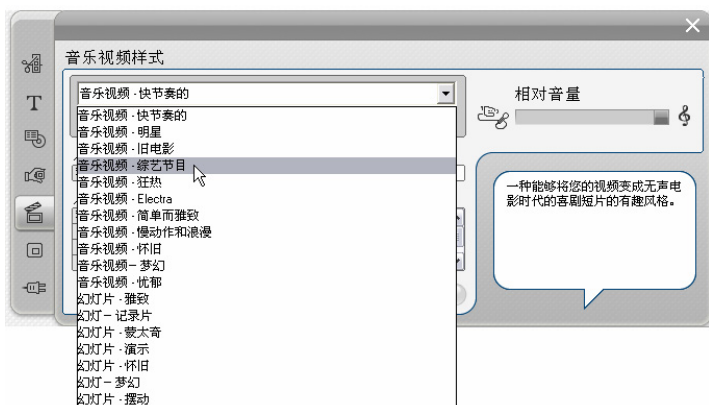 音乐视频样式
音乐视频 - 快节奏的
音乐视频 - 快节奏的
音乐视频 - 明星
音乐视频 - 旧电影
音乐视频 - 综艺节目
音乐视频 - 狂热
音乐视频 - Electra
音乐视频 - 简单而雅致
音乐视频 - 慢动作和浪漫
音乐视频 - 怀旧
音乐视频– 梦幻
音乐视频 - 忧郁
幻灯片 - 雅致
幻灯 – 记录片
幻灯片 - 蒙太奇
幻灯片 - 演示
幻灯片 - 怀旧
幻灯 – 梦幻
幻灯片 - 摆动
相对音量
一种能够将您的视频变成无声电
影时代的喜剧短片的有趣风格。
T